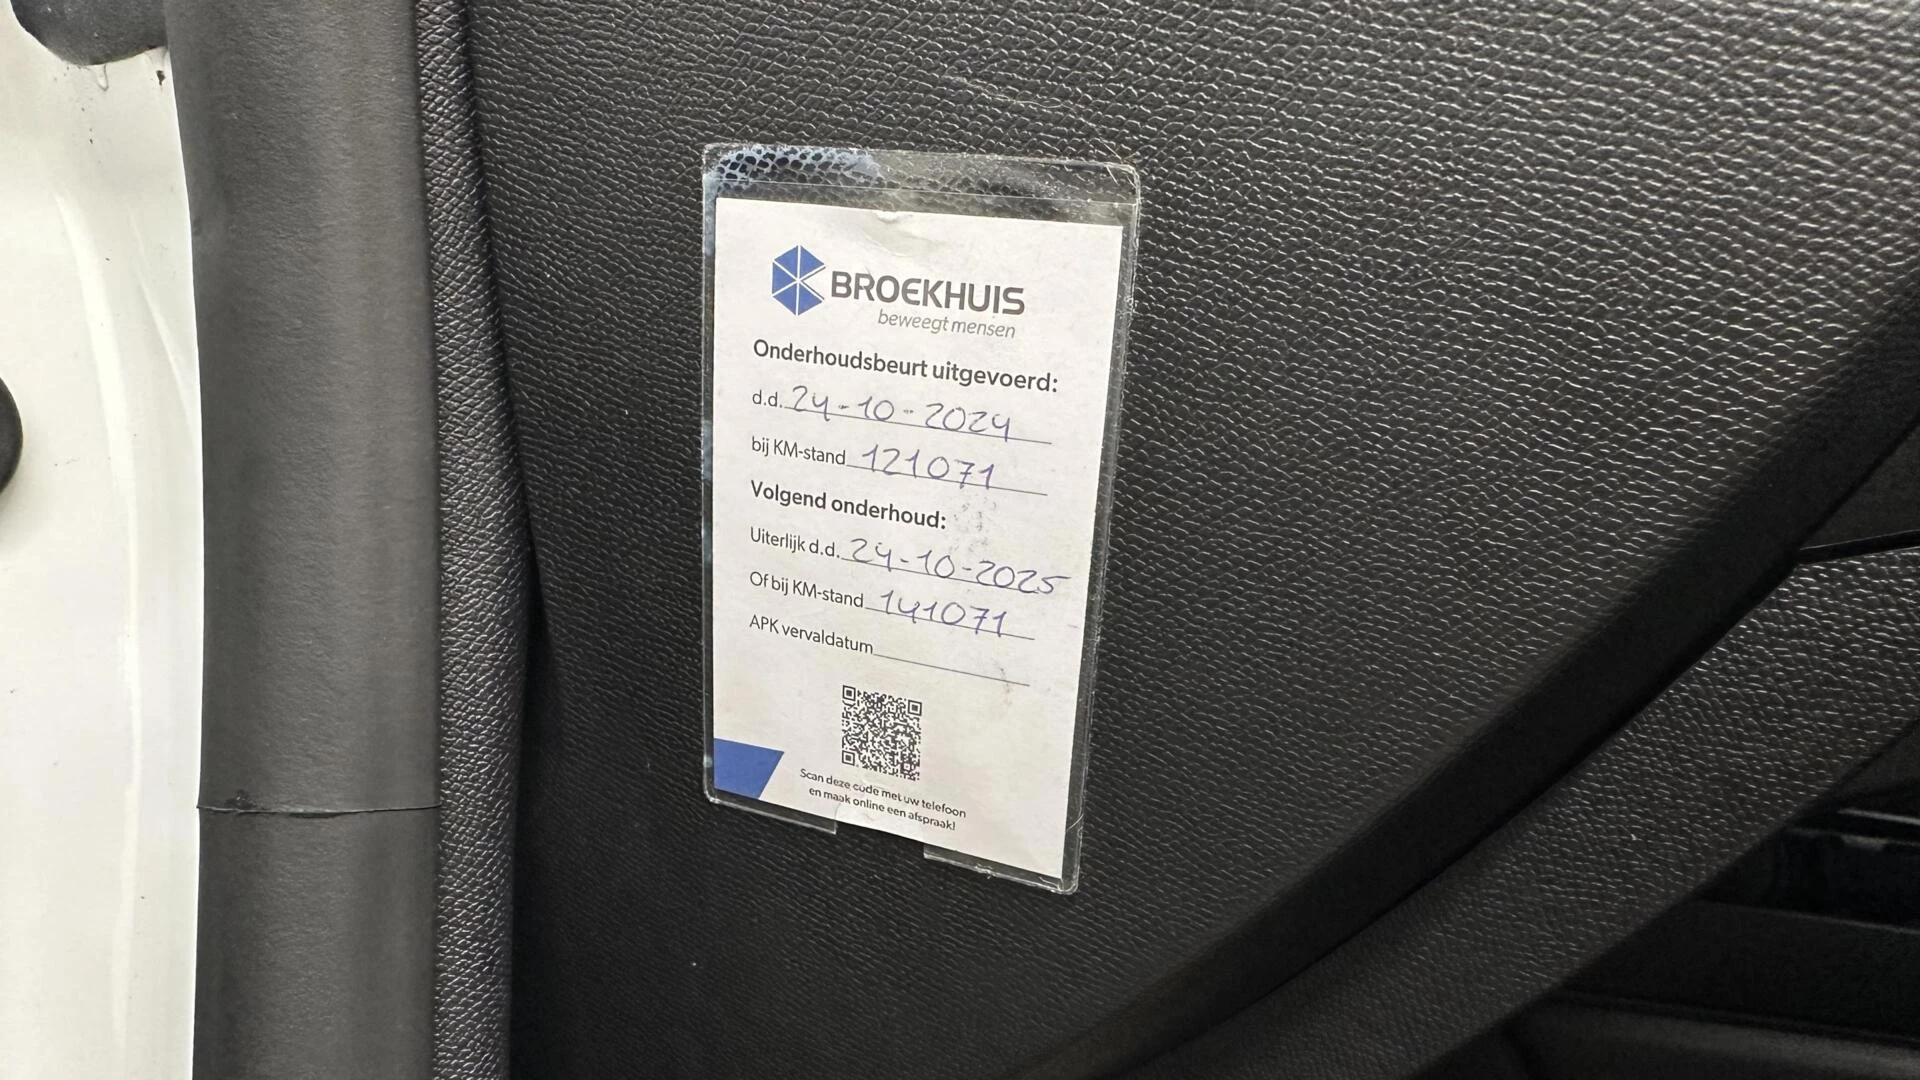 BROEKHUIS
beweegt mensen
Onderhoudsbeurt uitgevoerd:
d.d. 24-10-2024
bij KM-stand 121071
Volgend onderhoud:
Uiterlijk d.d. 24-10-2025
Of bij KM-stand 141071
APK vervaldatum
Scan deze code met uw telefoon
en maak online een afspraak!